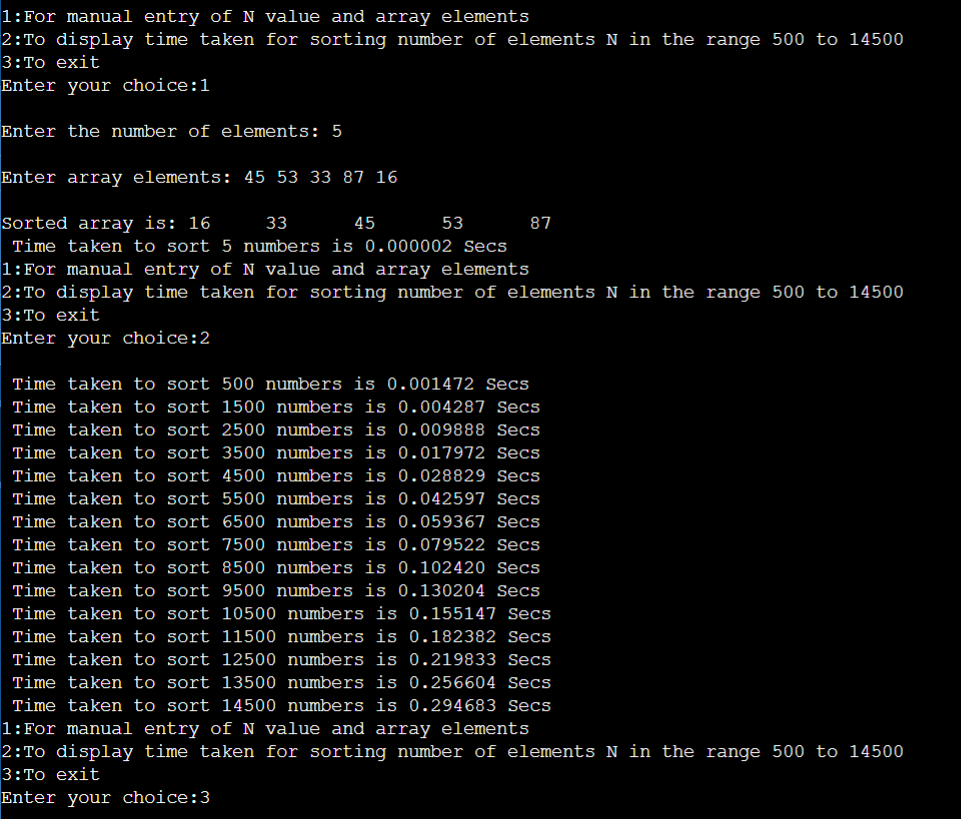 1:For manual entry of N value and array elements
2:To display time taken for sorting number of elements N in the range 500 to 14500
3:To exit
Enter your choice:1
Enter the number of elements: 5
Enter array elements: 45 53 33 87 16
Sorted array is: 16     33      45      53      87
 Time taken to sort 5 numbers is 0.000002 Secs
1:For manual entry of N value and array elements
2:To display time taken for sorting number of elements N in the range 500 to 14500
3:To exit
Enter your choice:2
 Time taken to sort 500 numbers is 0.001472 Secs
 Time taken to sort 1500 numbers is 0.004287 Secs
 Time taken to sort 2500 numbers is 0.009888 Secs
 Time taken to sort 3500 numbers is 0.017972 Secs
 Time taken to sort 4500 numbers is 0.028829 Secs
 Time taken to sort 5500 numbers is 0.042597 Secs
 Time taken to sort 6500 numbers is 0.059367 Secs
 Time taken to sort 7500 numbers is 0.079522 Secs
 Time taken to sort 8500 numbers is 0.102420 Secs
 Time taken to sort 9500 numbers is 0.130204 Secs
 Time taken to sort 10500 numbers is 0.155147 Secs
 Time taken to sort 11500 numbers is 0.182382 Secs
 Time taken to sort 12500 numbers is 0.219833 Secs
 Time taken to sort 13500 numbers is 0.256604 Secs
 Time taken to sort 14500 numbers is 0.294683 Secs
1:For manual entry of N value and array elements
2:To display time taken for sorting number of elements N in the range 500 to 14500
3:To exit
Enter your choice:3